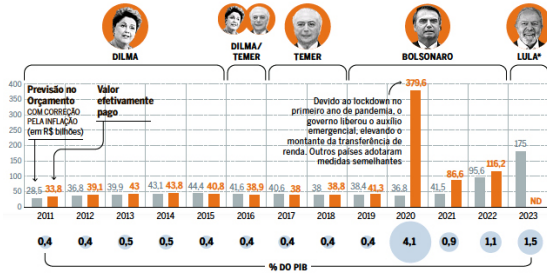 DILMA
DILMA/
TEMER
TEMER
BOLSONARO
LULA*
400
350
300
250
200
150
100
50
0
Previsão no
Orçamento
COM CORREÇÃO
PELA INFLAÇÃO
(em R$ bilhões)
Valor
efetivamente
pago
Devido ao lockdown no
primeiro ano de pandemia, o
governo liberou o auxílio
emergencial, elevando o
montante da transferência de
renda. Outros países adotaram
medidas semelhantes
28,5 33,8 36,8 39,1 39,9 43 43,1 43,8 44,4 40,8 41,6 38,9 40,6 38 38 38,8 38,4 41,3 36,8 379,6 41,5 86,6 95,6 116,2 175 ND
2011 2012 2013 2014 2015 2016 2017 2018 2019 2020 2021 2022 2023
0,4 0,4 0,5 0,5 0,4 0,4 0,4 0,4 0,4 4,1 0,9 1,1 1,5
% DO PIB